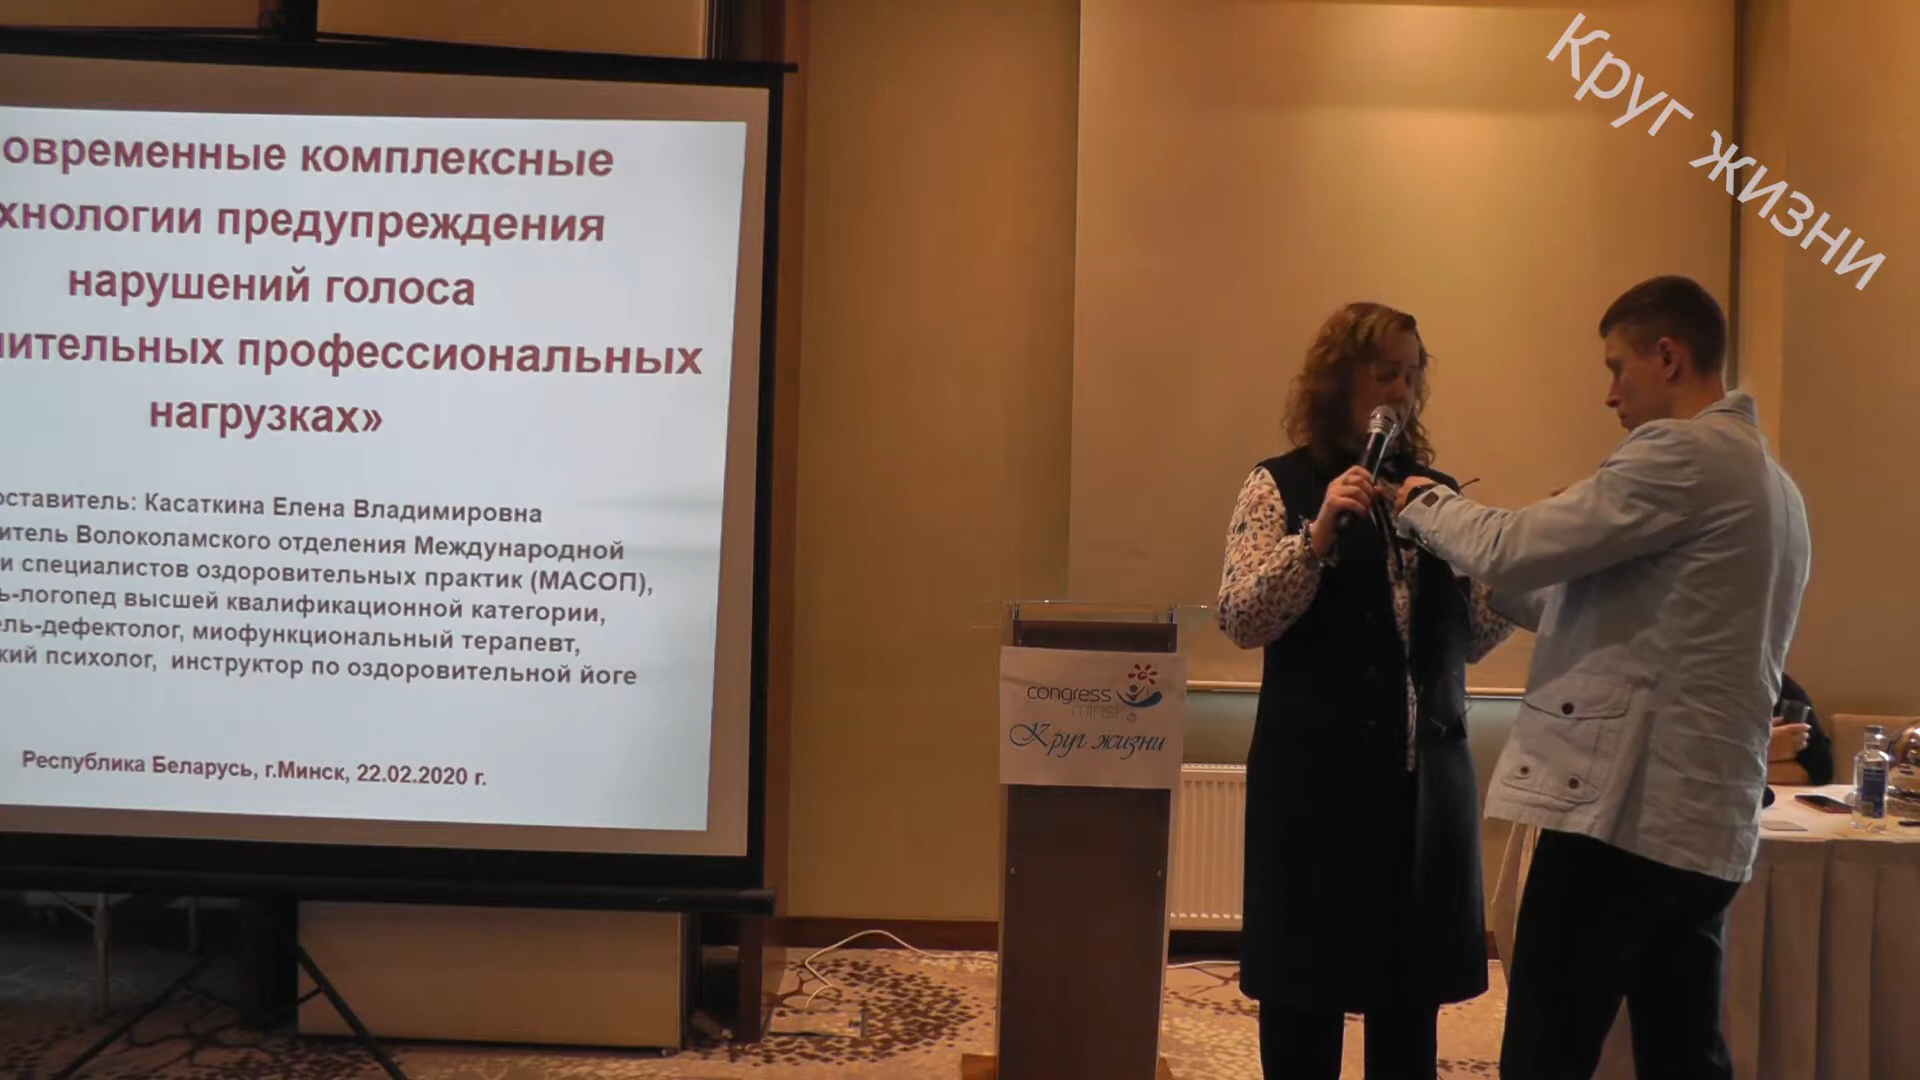 овременные комплексные
хнологии предупреждения
нарушений голоса
ительных профессиональных
нагрузках»
оставитель: Касаткина Елена Владимировна
итель Волоколамского отделения Международной
и специалистов оздоровительных практик (МАСОП),
ь-логопед высшей квалификационной категории,
ель-дефектолог, миофункциональный терапевт,
кий психолог, инструктор по оздоровительной йоге
Республика Беларусь, г.Минск, 22.02.2020 г.
congress
minsk
Круг жизни
Круг жизни